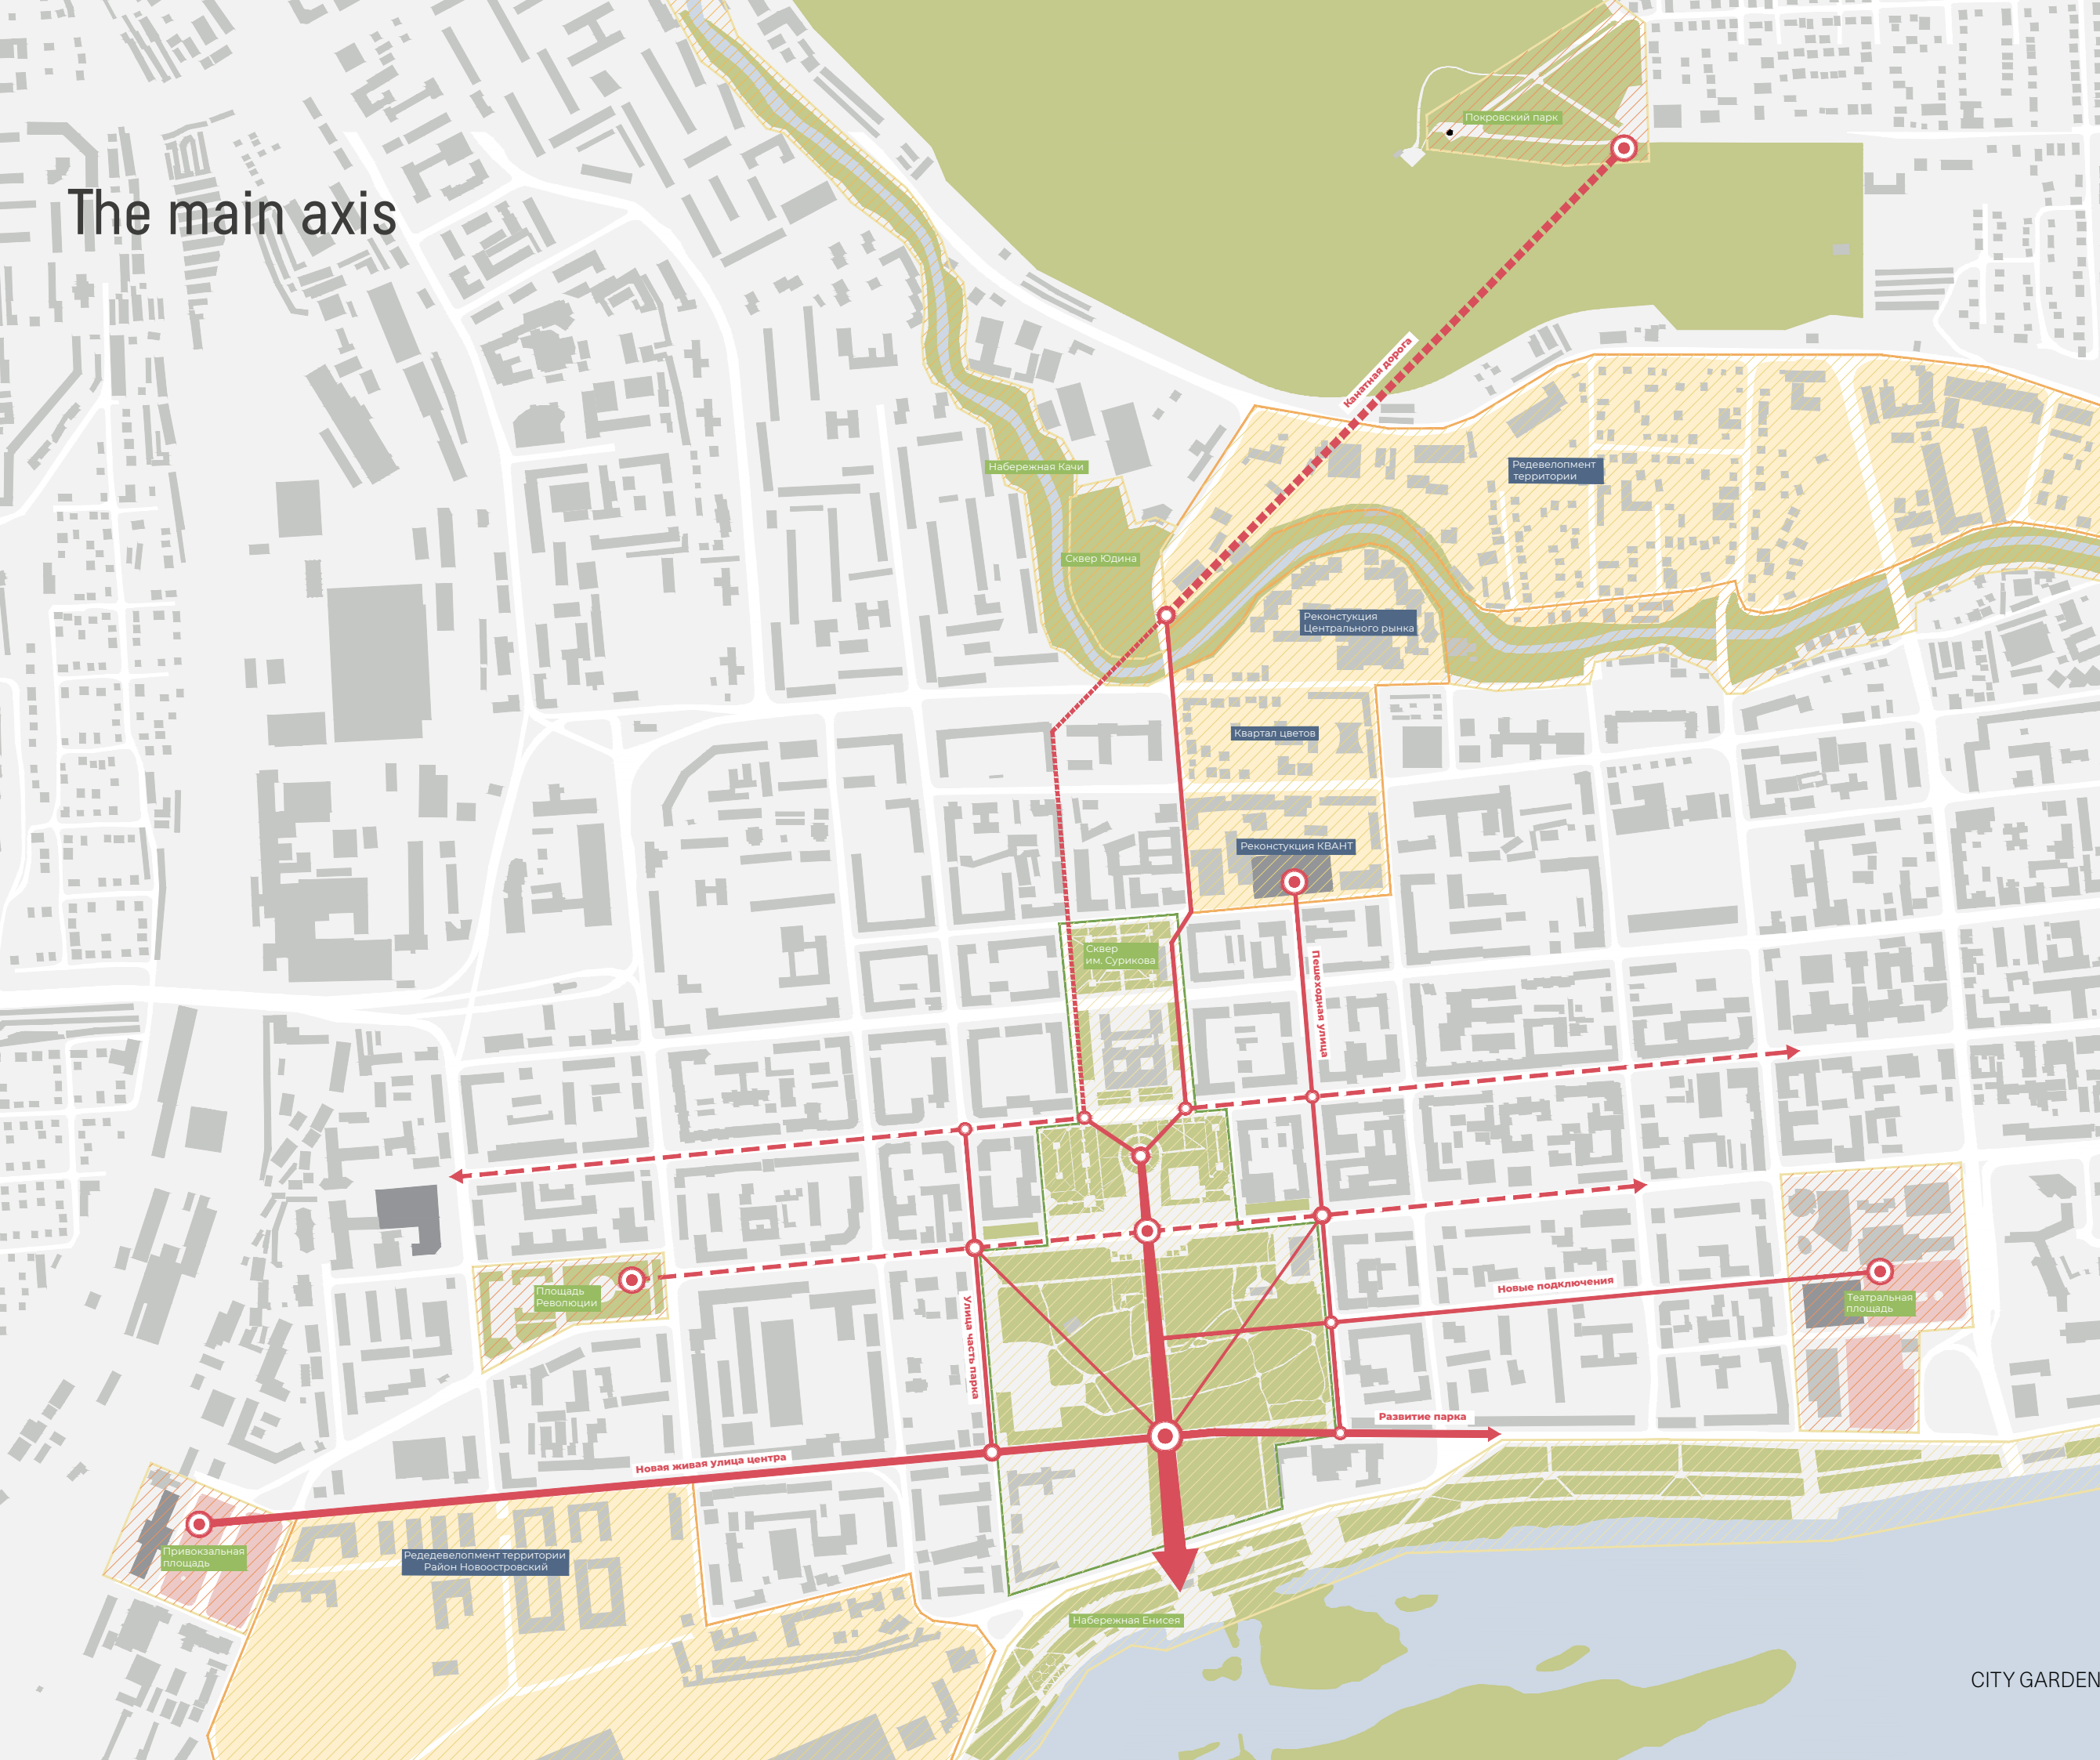 Покровский парк
The main axis
Канатная дорога
Набережная Качи
Редевелопмент
территории
Сквер Юдина
Реконстукция
Центрального рынка
Квартал цветов
Реконстукция КВАНТ
Сквер
им. Сурикова
Пешеходная улица
Площадь
Революции
Улица часть парка
Новые подключения
Театральная
площадь
Развитие парка
Новая живая улица центра
Привокзальная
площадь
Редедевелопмент территории
Район Новоостровский
Набережная Енисея
CITY GARDEN